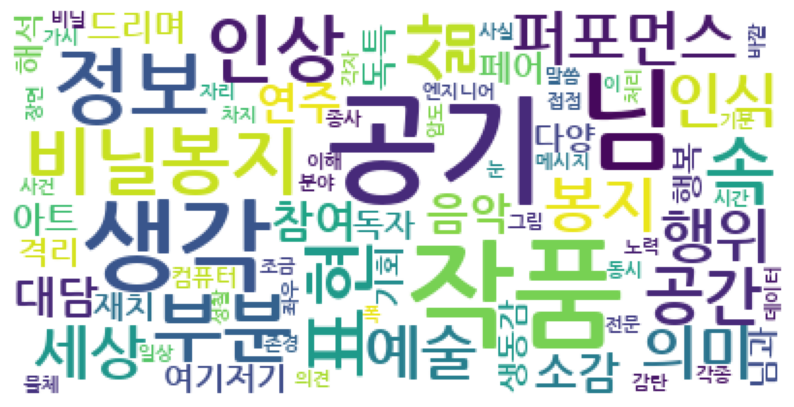 비닐
드리며
해석
가시
인상
정보
장면
자리
차지
연주
각자
독특
삶
페어
엔지니어
퍼포먼스
사실
말씀
접점
이
처리
바깥
님
인식
기분
비닐봉지
종사
이해
분야
압도
공기
눈
다양
메시지
속
행복
시간
사건
아트
격리
생각
참여
독자
음악
그림
봉지
행위
노력
동시
대담
재치
컴퓨터
성찰
조금
좌우
부분
존경
표현
기회
폭
작품
생동감
전문
공간
데이터
세상
일상
물체
여기저기
의견
예술
소감
의미
감탄
각종
님과